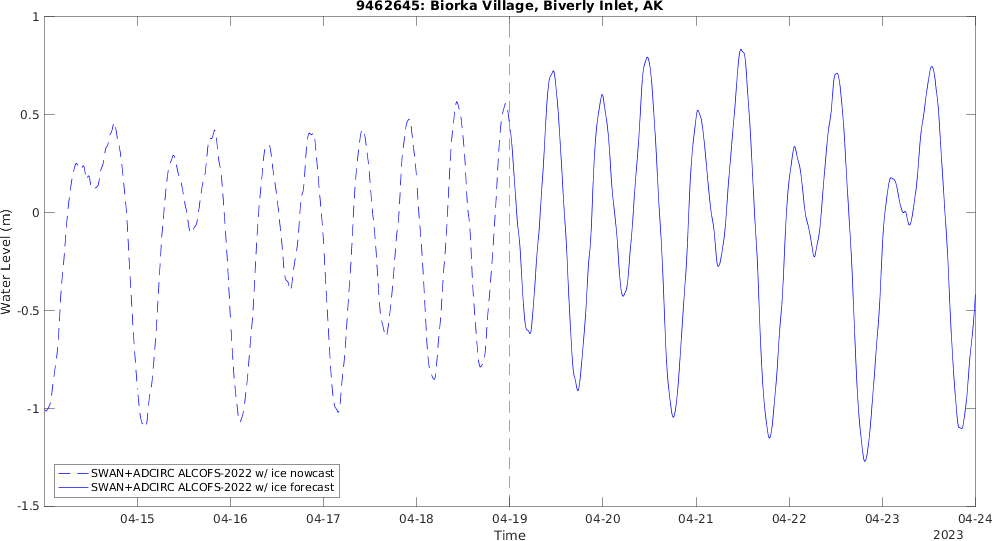 9462645: Biorka Village, Biverly Inlet, AK
Water Level (m)
1
0.5
0
-0.5
-1
-1.5
SWAN+ADCIRC ALCOFS-2022 w/ ice nowcast
SWAN+ADCIRC ALCOFS-2022 w/ ice forecast
04-15 04-16 04-17 04-18 04-19 04-20 04-21 04-22 04-23 04-24
Time
2023